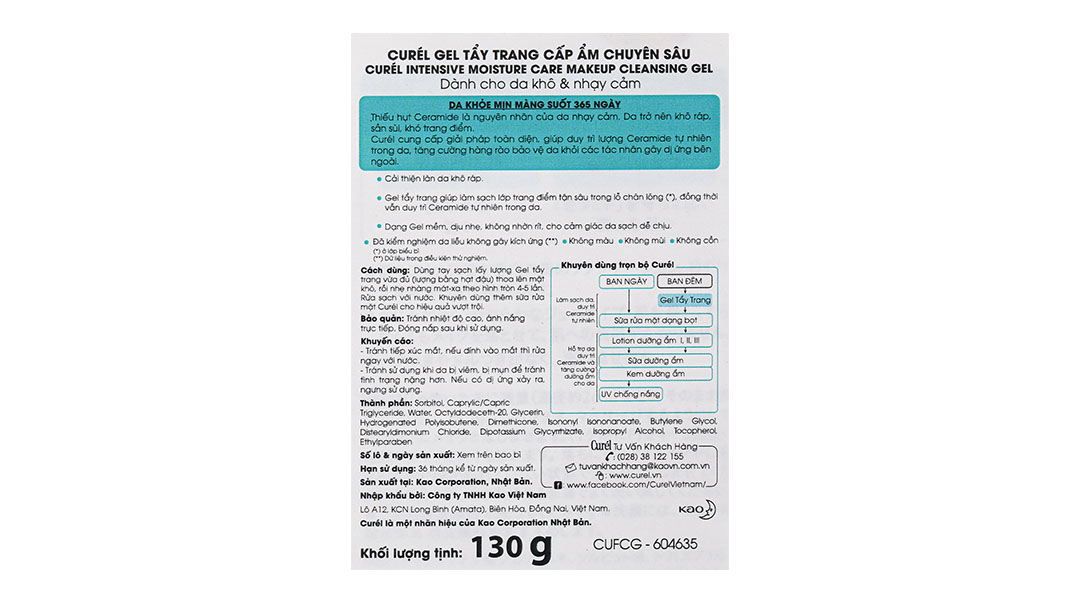 CURÉL GEL TẨY TRANG CẤP ẨM CHUYÊN SÂU
CURÉL INTENSIVE MOISTURE CARE MAKEUP CLEANSING GEL
Dành cho da khô & nhạy cảm
DA KHỎE MỊN MÀNG SUỐT 365 NGÀY
Thiếu hụt Ceramide là nguyên nhân của da nhạy cảm. Da trở nên khô ráp,
sần sùi, khó trang điểm.
Curél cung cấp giải pháp toàn diện, giúp duy trì lượng Ceramide tự nhiên
trong da, tăng cường hàng rào bảo vệ da khỏi các tác nhân gây dị ứng bên
ngoài.
• Cải thiện làn da khô ráp.
• Gel tẩy trang giúp làm sạch lớp trang điểm tận sâu trong lỗ chân lông (*), đồng thời
vẫn duy trì Ceramide tự nhiên trong da.
• Dạng Gel mềm, dịu nhẹ, không nhờn rít, cho cảm giác da sạch dễ chịu.
• Đã kiểm nghiệm da liễu không gây kích ứng (**) • Không màu • Không mùi • Không cồn
(*) ở lớp biểu bì
(**) Dữ liệu trong điều kiện thử nghiệm.
Cách dùng: Dùng tay sạch lấy lượng Gel tẩy
trang vừa đủ (lượng bằng hạt đậu) thoa lên mặt
khô, rồi nhẹ nhàng mát-xa theo hình tròn 4-5 lần.
Rửa sạch với nước. Khuyên dùng thêm sữa rửa
mặt Curél cho hiệu quả vượt trội.
Bảo quản: Tránh nhiệt độ cao, ánh nắng
trực tiếp. Đóng nắp sau khi sử dụng.
Khuyến cáo:
- Tránh tiếp xúc mắt, nếu dính vào mắt thì rửa
ngay với nước.
- Tránh sử dụng khi da bị viêm, bị mụn để tránh
tình trạng nặng hơn. Nếu có dị ứng xảy ra,
ngưng sử dụng.
Khuyên dùng trọn bộ Curél
BAN NGÀY
BAN ĐÊM
Gel Tẩy Trang
Làm sạch da,
duy trì
Ceramide
tự nhiên
Sữa rửa mặt dạng bọt
Lotion dưỡng ẩm I, II, III
Hỗ trợ da
duy trì
Ceramide và
tăng cường
dưỡng ẩm
cho da
Sữa dưỡng ẩm
Kem dưỡng ẩm
UV chống nắng
Thành phần: Sorbitol, Caprylic/Capric
Triglyceride, Water, Octyldodeceth-20, Glycerin,
Hydrogenated Polyisobutene, Dimethicone, Isononyl Isononanoate, Butylene Glycol,
Distearyldimonium Chloride, Dipotassium Glycyrrhizate, Isopropyl Alcohol, Tocopherol,
Ethylparaben
Số lô & ngày sản xuất: Xem trên bao bì
Hạn sử dụng: 36 tháng kể từ ngày sản xuất.
Sản xuất tại: Kao Corporation, Nhật Bản.
Nhập khẩu bởi: Công ty TNHH Kao Việt Nam
Lô A12, KCN Long Bình (Amata), Biên Hòa, Đồng Nai, Việt Nam.
Curél là một nhãn hiệu của Kao Corporation Nhật Bản.
Curél Tư Vấn Khách Hàng
: (028) 38 122 155
: tuvankhachhang@kaovn.com.vn
: www.curel.vn
: www.facebook.com/CurelVietnam/
Kao
Khối lượng tịnh: 130 g
CUFCG - 604635